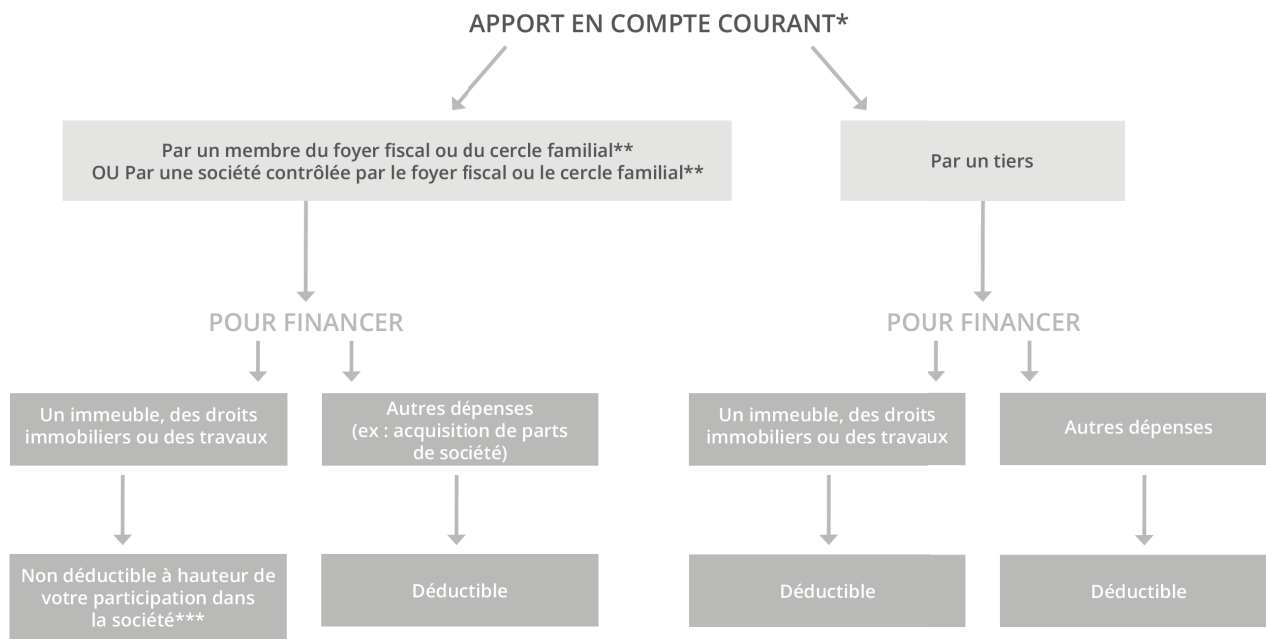 APPORT EN COMPTE COURANT*
Par un membre du foyer fiscal ou du cercle familial**
OU Par une société contrôlée par le foyer fiscal ou le cercle familial**
Par un tiers
POUR FINANCER
POUR FINANCER
Un immeuble, des droits
immobiliers ou des travaux
Autres dépenses
(ex : acquisition de parts
de société)
Un immeuble, des droits
immobiliers ou des travaux
Autres dépenses
Non déductible à hauteur de
votre participation dans
la société***
Déductible
Déductible
Déductible